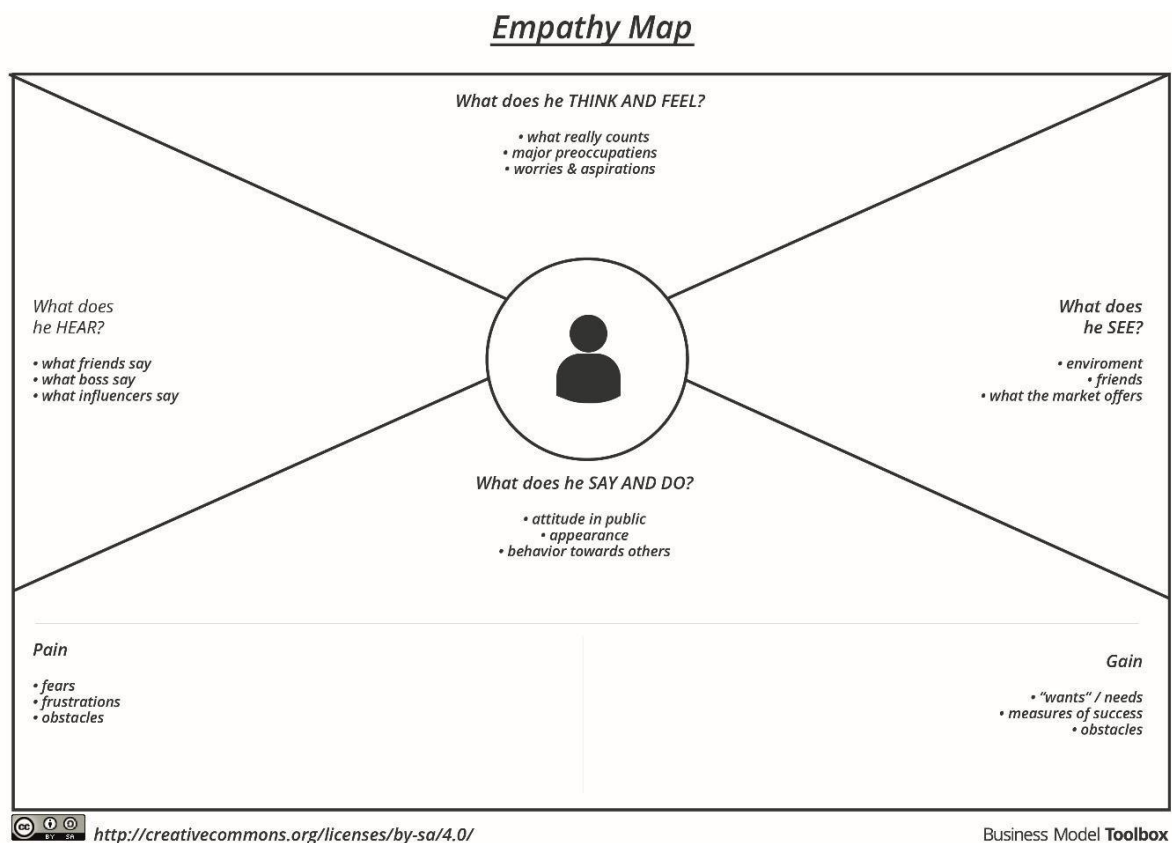 Empathy Map
What does he THINK AND FEEL?
• what really counts
• major preoccupatiens
• worries & aspirations
What does
he HEAR?
• what friends say
• what boss say
• what influencers say
What does
he SEE?
• enviroment
• friends
• what the market offers
What does he SAY AND DO?
• attitude in public
• appearance
• behavior towards others
Pain
• fears
• frustrations
• obstacles
Gain
• “wants“ / needs
• measures of success
• obstacles
cc BY SA http://creativecommons.org/licenses/by-sa/4.0/
Business Model Toolbox